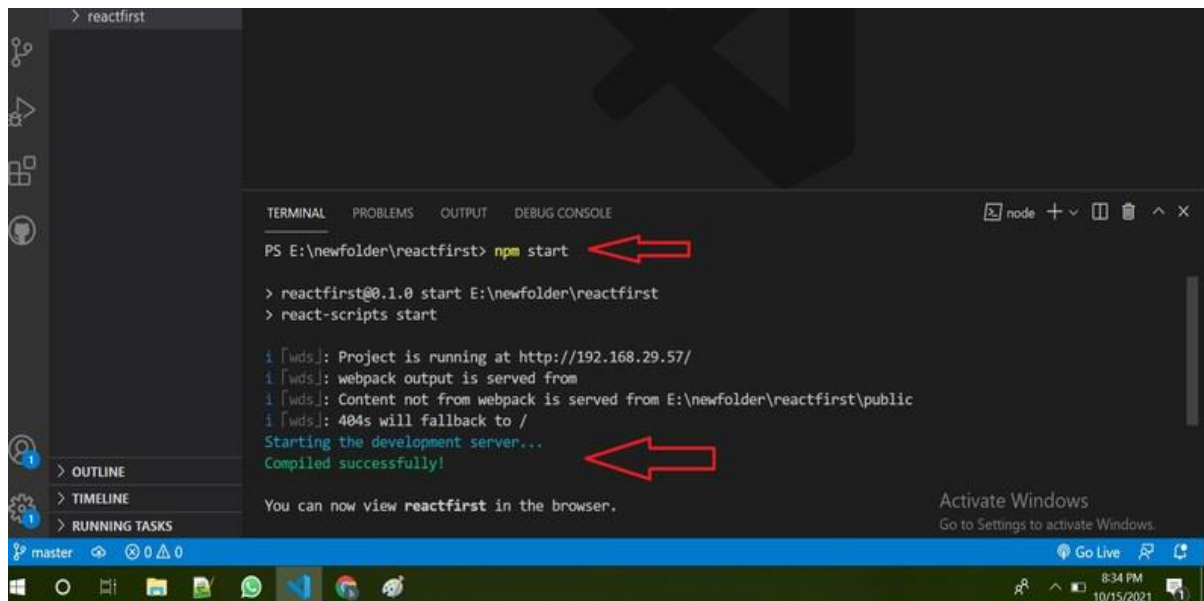 > reactfirst
TERMINAL PROBLEMS OUTPUT DEBUG CONSOLE node
PS E:\newfolder\reactfirst> npm start
> reactfirst@0.1.0 start E:\newfolder\reactfirst
> react-scripts start
i ｢wds｣: Project is running at http://192.168.29.57/
i ｢wds｣: webpack output is served from
i ｢wds｣: Content not from webpack is served from E:\newfolder\reactfirst\public
i ｢wds｣: 404s will fallback to /
Starting the development server...
Compiled successfully!
You can now view reactfirst in the browser.
1
> OUTLINE
> TIMELINE
1
> RUNNING TASKS
Activate Windows
Go to Settings to activate Windows.
master 0 0 Go Live
8:34 PM
10/15/2021
1